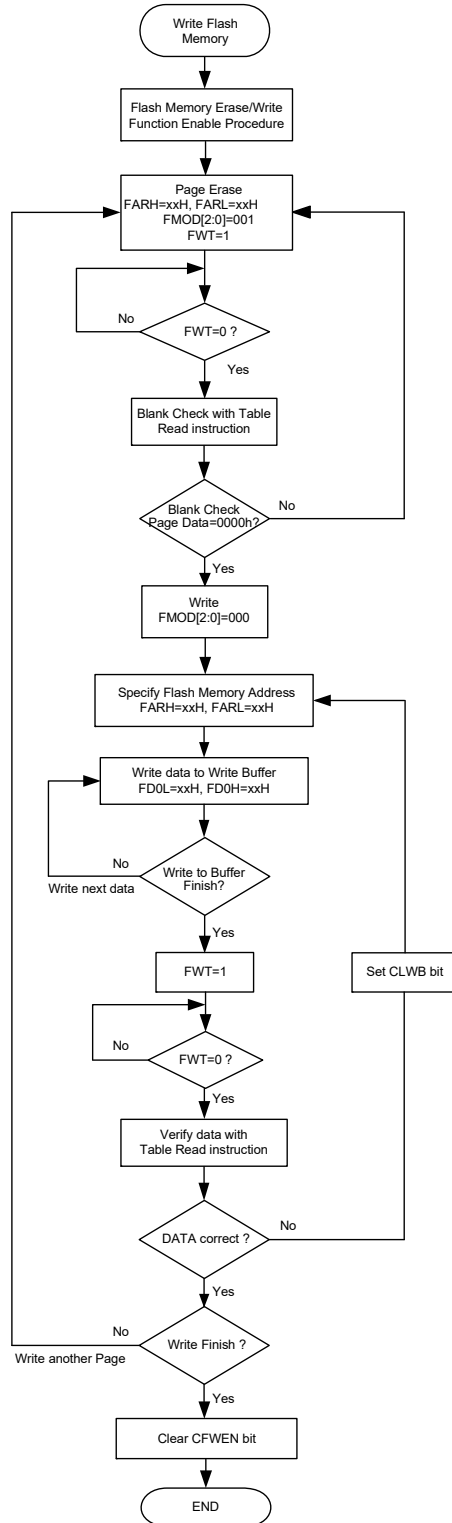 Write Flash
Memory
Flash Memory Erase/Write
Function Enable Procedure
Page Erase
FARH=xxH, FARL=xxH
FMOD[2:0]=001
FWT=1
No
FWT=0 ?
Yes
Blank Check with Table
Read instruction
Blank Check
Page Data=0000h?
No
Yes
Write
FMOD[2:0]=000
Specify Flash Memory Address
FARH=xxH, FARL=xxH
Write data to Write Buffer
FD0L=xxH, FD0H=xxH
No
Write next data
Write to Buffer
Finish?
Yes
FWT=1
Set CLWB bit
No
FWT=0 ?
Yes
Verify data with
Table Read instruction
DATA correct ?
No
Yes
No
Write another Page
Write Finish ?
Yes
Clear CFWEN bit
END